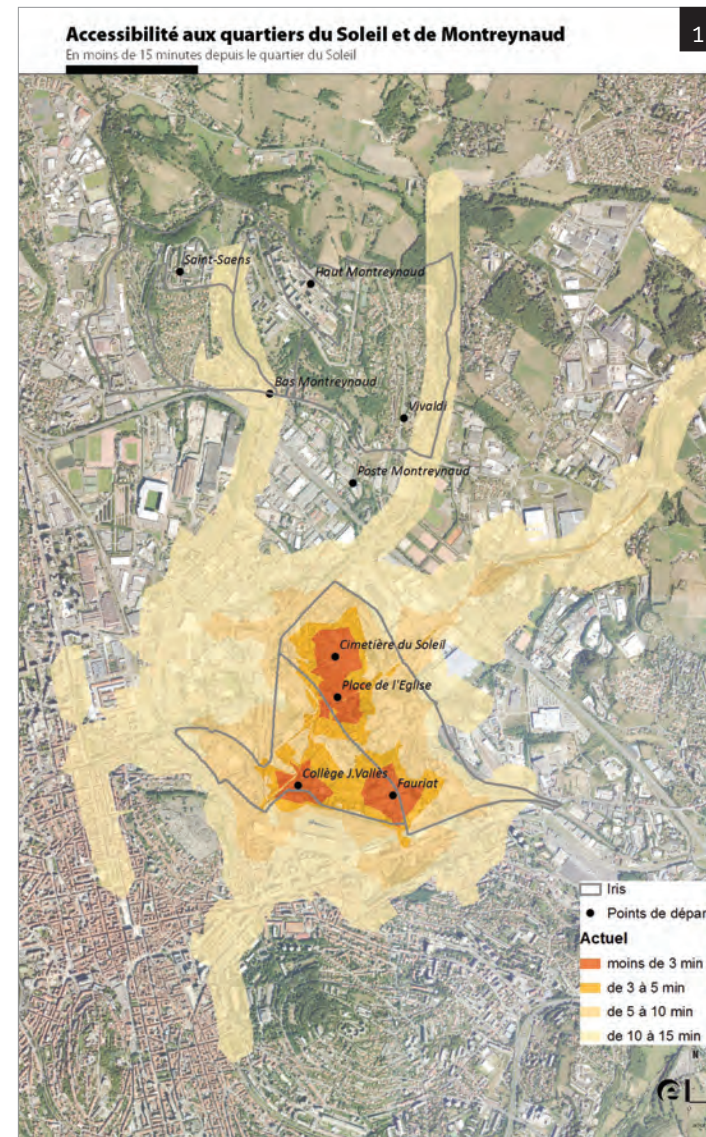 Accessibilité aux quartiers du Soleil et de Montreynaud
1
En moins de 15 minutes depuis le quartier du Soleil
Saint-Saens
Haut Montreynaud
Bas Montreynaud
Vivaldi
Poste Montreynaud
Cimetière du Soleil
Place de l'Eglise
Collège J.Vallès
Fauriat
Iris
Points de dépar
Actuel
moins de 3 min
de 3 à 5 min
de 5 à 10 min
de 10 à 15 min
N